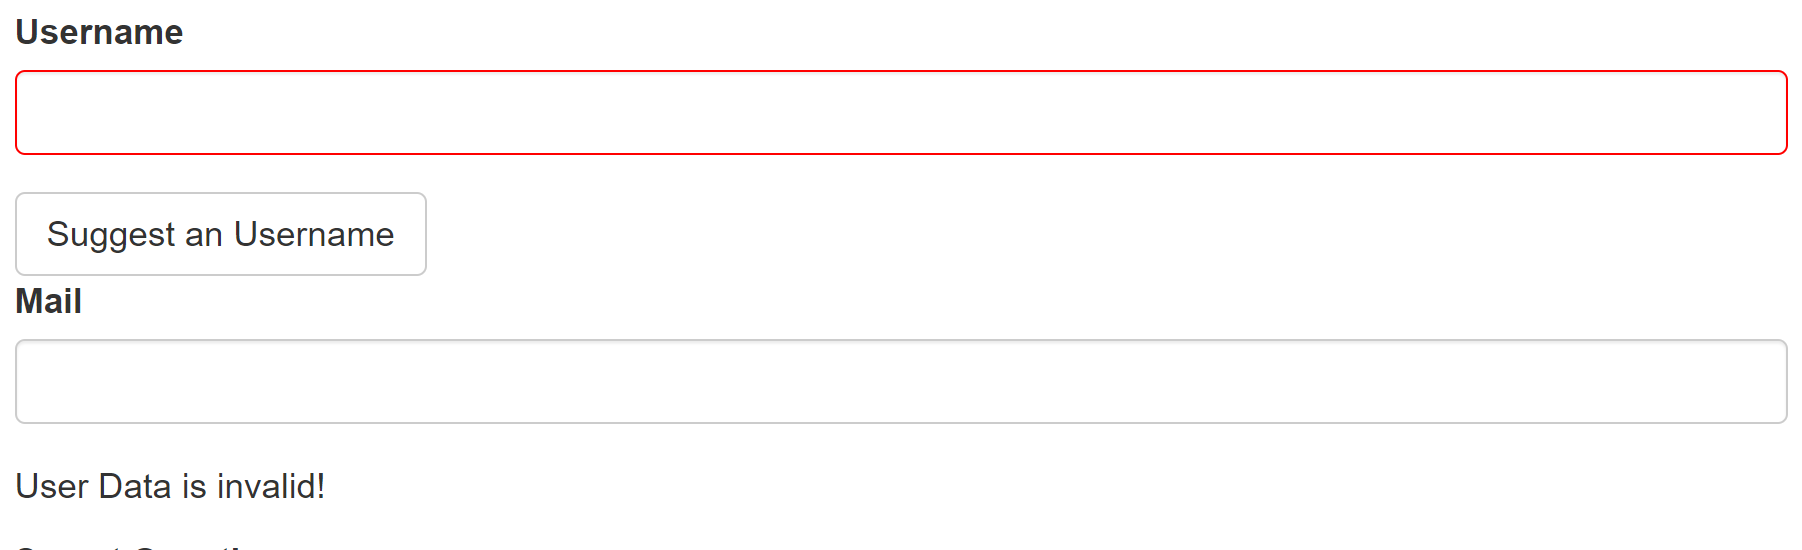 Username
Suggest an Username
Mail
User Data is invalid!